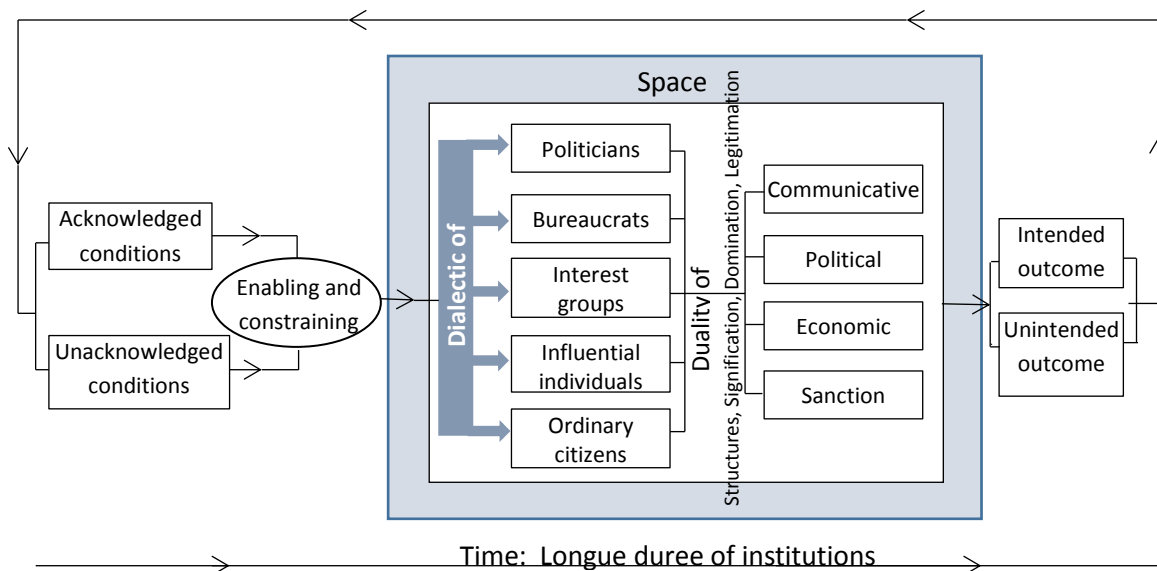 Space
Acknowledged
conditions
Unacknowledged
conditions
Enabling and
constraining
Dialectic of
Politicians
Bureaucrats
Interest
groups
Influential
individuals
Ordinary
citizens
Duality of
Structures, Signification, Domination, Legitimation
Communicative
Political
Economic
Sanction
Intended
outcome
Unintended
outcome
Time: Longue duree of institutions